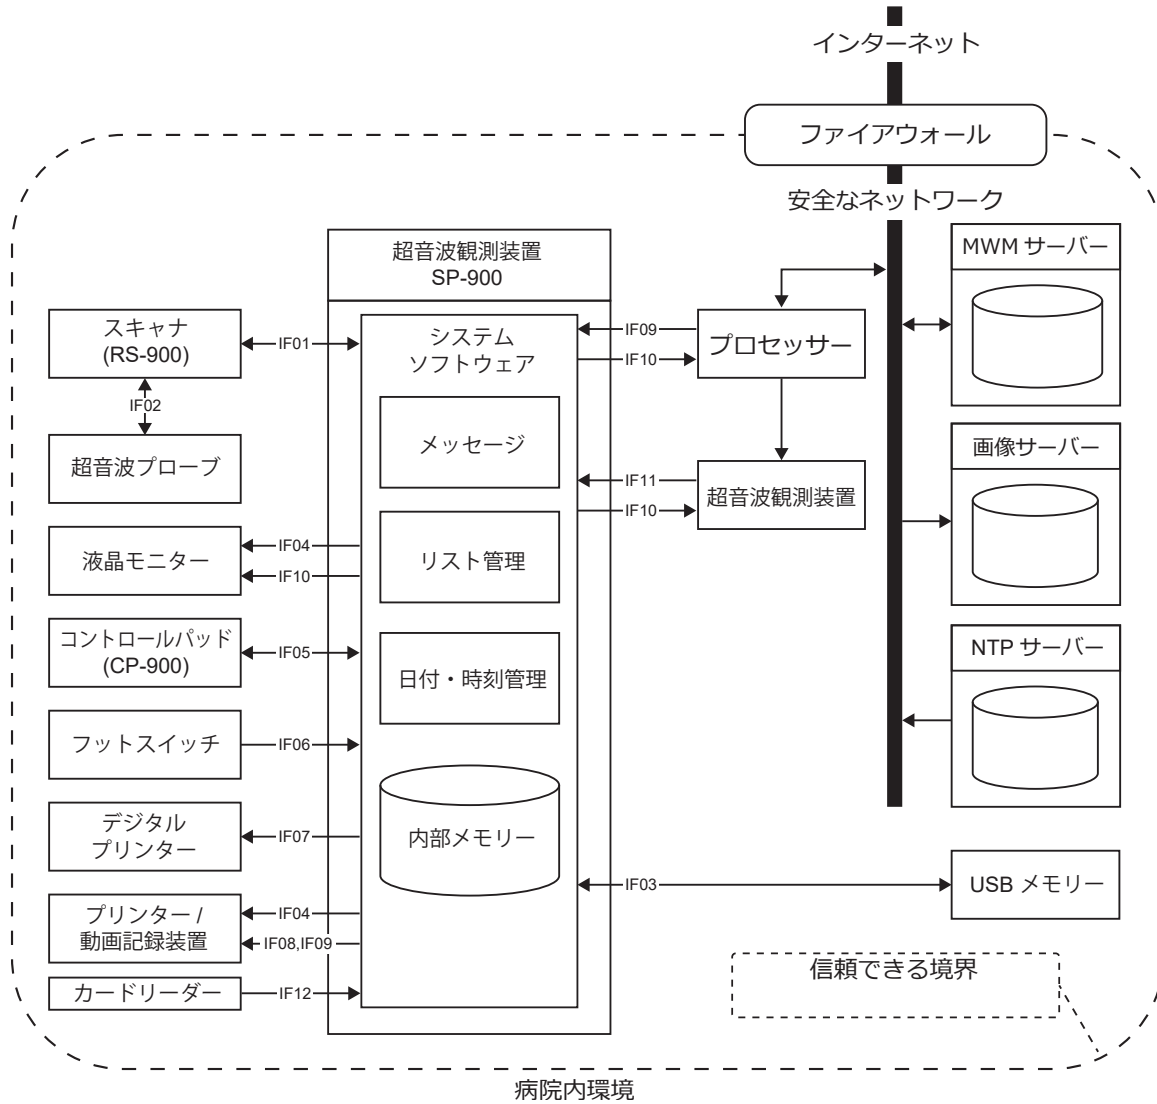 インターネット
ファイアウォール
安全なネットワーク
超音波観測装置
SP-900
システム
ソフトウェア
メッセージ
リスト管理
日付・時刻管理
内部メモリー
スキャナ
(RS-900)
IF01
IF02
超音波プローブ
液晶モニター
IF04
IF10
コントロールパッド
(CP-900)
IF05
フットスイッチ
IF06
デジタル
プリンター
IF07
プリンター /
動画記録装置
IF04
IF08,IF09
カードリーダー
IF12
IF09
IF10
プロセッサー
IF11
IF10
超音波観測装置
MWM サーバー
画像サーバー
NTP サーバー
IF03
USB メモリー
信頼できる境界
病院内環境